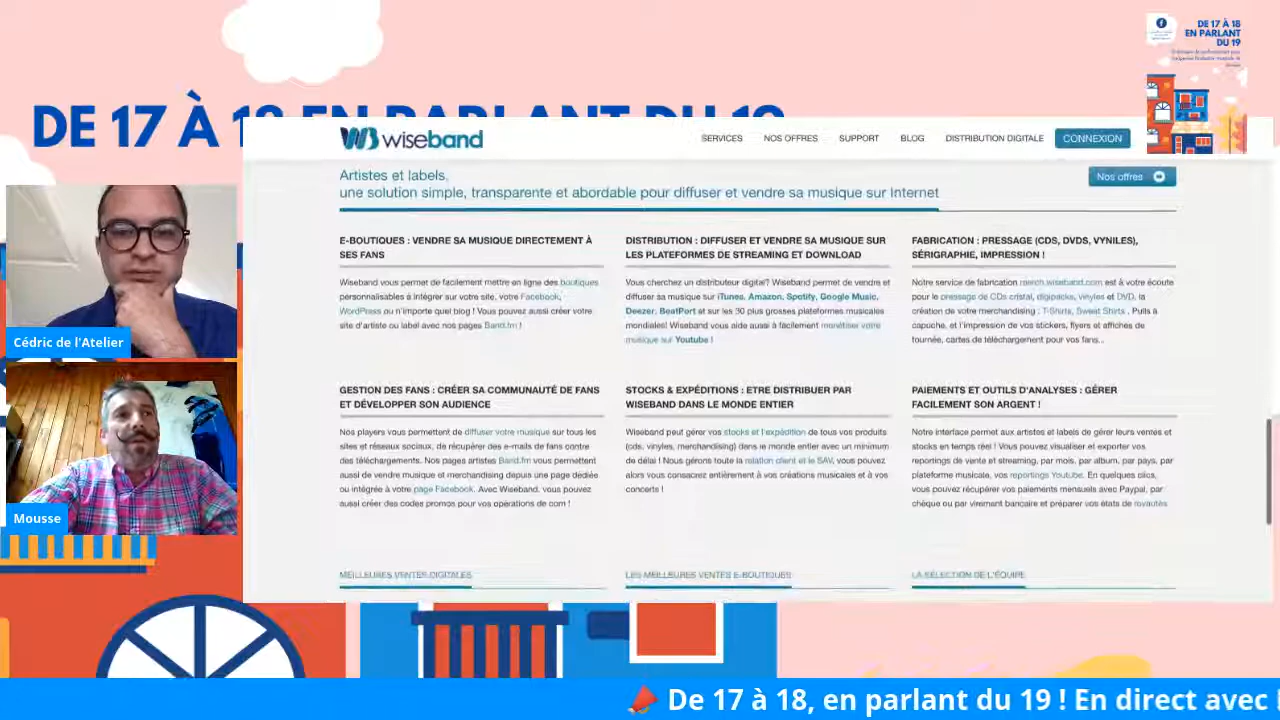 DE 17 À 18 EN PARLANT DU 19
DE 17 À 18
EN PARLANT
DU 19
wiseband
SERVICES
NOS OFFRES
SUPPORT
BLOG
DISTRIBUTION DIGITALE
CONNEXION
Artistes et labels,
une solution simple, transparente et abordable pour diffuser et vendre sa musique sur Internet
Nos offres
E-BOUTIQUES : VENDRE SA MUSIQUE DIRECTEMENT À
SES FANS
Wiseband vous permet de facilement mettre en ligne des boutiques
personnalisables à intégrer sur votre site, votre Facebook,
WordPress ou n'importe quel blog ! Vous pouvez aussi créer votre
site d'artiste ou label avec nos pages Band.fm !
DISTRIBUTION : DIFFUSER ET VENDRE SA MUSIQUE SUR
LES PLATEFORMES DE STREAMING ET DOWNLOAD
Vous cherchez un distributeur digital? Wiseband permet de vendre et
diffuser sa musique sur iTunes, Amazon, Spotify, Google Music,
Deezer, BeatPort et sur les 30 plus grosses plateformes musicales
mondiales! Wiseband vous aide aussi à facilement monétiser votre
musique sur Youtube !
FABRICATION : PRESSAGE (CDS, DVDS, VYNILES),
SÉRIGRAPHIE, IMPRESSION !
Notre service de fabrication merch.wiseband.com est à votre écoute
pour le pressage de CDs cristal, digipacks, vinyles et DVD, la
création de votre merchandising : T-Shirts, Sweat Shirts , Pulls à
capuche, et l'impression de vos stickers, flyers et affiches de
tournée, cartes de téléchargement pour vos fans...
GESTION DES FANS : CRÉER SA COMMUNAUTÉ DE FANS
ET DÉVELOPPER SON AUDIENCE
Nos players vous permettent de diffuser votre musique sur tous les
sites et réseaux sociaux, de récupérer des e-mails de fans contre
des téléchargements. Nos pages artistes Band.fm vous permettent
aussi de vendre musique et merchandising depuis une page dédiée
ou intégrée à votre page Facebook. Avec Wiseband, vous pouvez
aussi créer des codes promos pour vos opérations de com !
STOCKS & EXPÉDITIONS : ETRE DISTRIBUER PAR
WISEBAND DANS LE MONDE ENTIER
Wiseband peut gérer vos stocks et l'expédition de tous vos produits
(cds, vinyles, merchandising) dans le monde entier avec un minimum
de délai ! Nous gérons toute la relation client et le SAV, vous pouvez
alors vous consacrez entièrement à vos créations musicales et à vos
concerts !
PAIEMENTS ET OUTILS D'ANALYSES : GÉRER
FACILEMENT SON ARGENT !
Notre interface permet aux artistes et labels de gérer leurs ventes et
stocks en temps réel ! Vous pouvez visualiser et exporter vos
reportings de vente et streaming, par mois, par album, par pays, par
plateforme musicale, vos reportings Youtube. En quelques clics,
vous pouvez récupérer vos paiements mensuels avec Paypal, par
chèque ou par virement bancaire et préparer vos états de royautés
MEILLEURES VENTES DIGITALES
LES MEILLEURES VENTES E-BOUTIQUES
LA SÉLECTION DE L'ÉQUIPE
Cédric de l'Atelier
Mousse
De 17 à 18, en parlant du 19 ! En direct avec